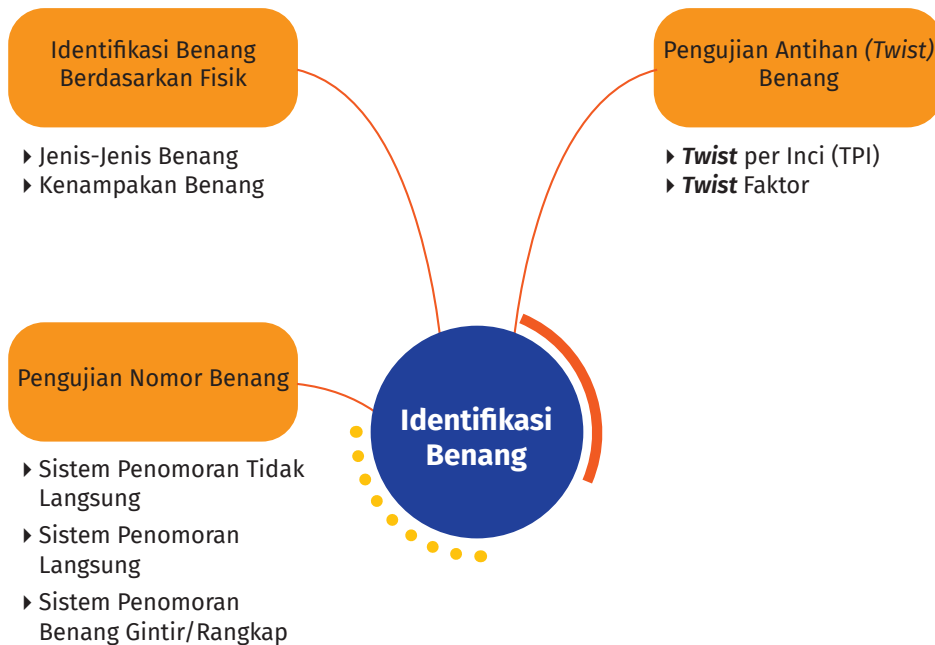 Identifikasi Benang
Berdasarkan Fisik
▸ Jenis-Jenis Benang
▸ Kenampakan Benang
Pengujian Antihan (Twist)
Benang
▸ Twist per Inci (TPI)
▸ Twist Faktor
Pengujian Nomor Benang
▸ Sistem Penomoran Tidak
Langsung
▸ Sistem Penomoran
Langsung
▸ Sistem Penomoran
Benang Gintir/Rangkap
Identifikasi
Benang